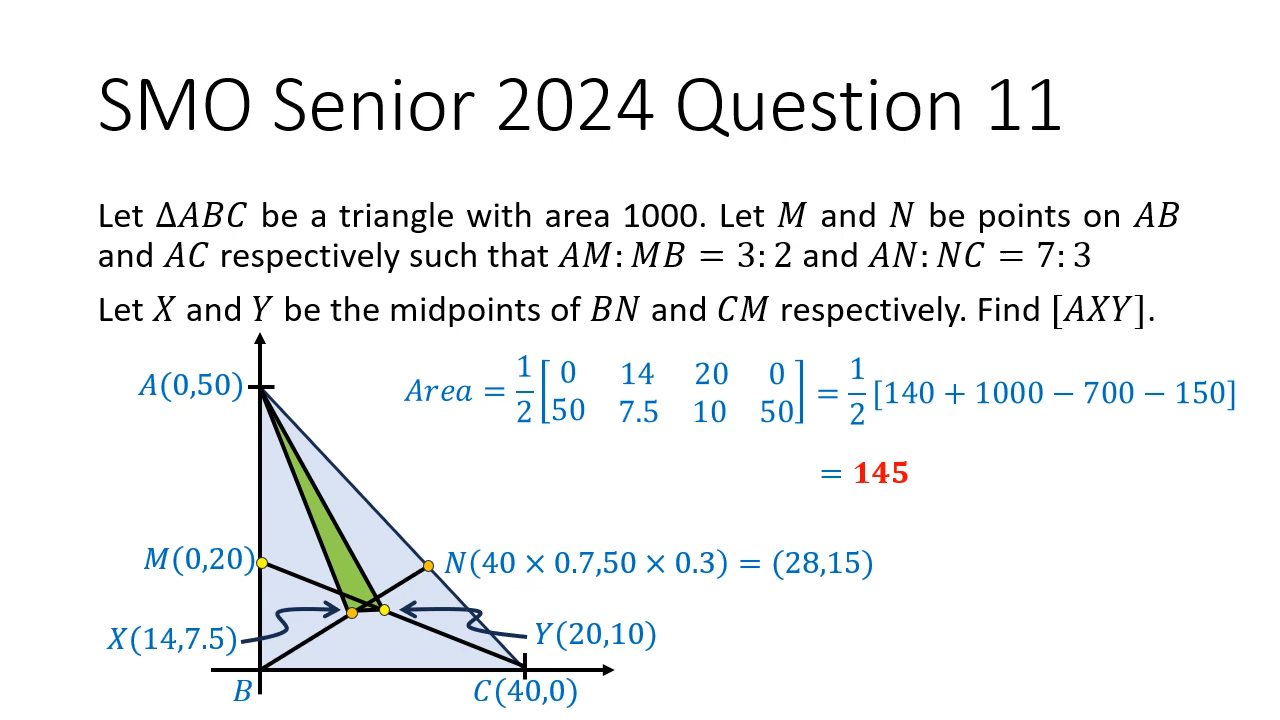 SMO Senior 2024 Question 11
Let Δ𝐴𝐵𝐶 be a triangle with area 1000. Let 𝑀 and 𝑁 be points on 𝐴𝐵
and 𝐴𝐶 respectively such that 𝐴𝑀: 𝑀𝐵 = 3: 2 and 𝐴𝑁: 𝑁𝐶 = 7: 3
Let 𝑋 and 𝑌 be the midpoints of 𝐵𝑁 and 𝐶𝑀 respectively. Find [𝐴𝑋𝑌].
A(0,50)
Area = 1/2 [0 14 20 0
50 7.5 10 50] = 1/2 [140 + 1000 − 700 − 150]
= 145
M(0,20)
N(40 × 0.7,50 × 0.3) = (28,15)
X(14,7.5)
Y(20,10)
B
C(40,0)